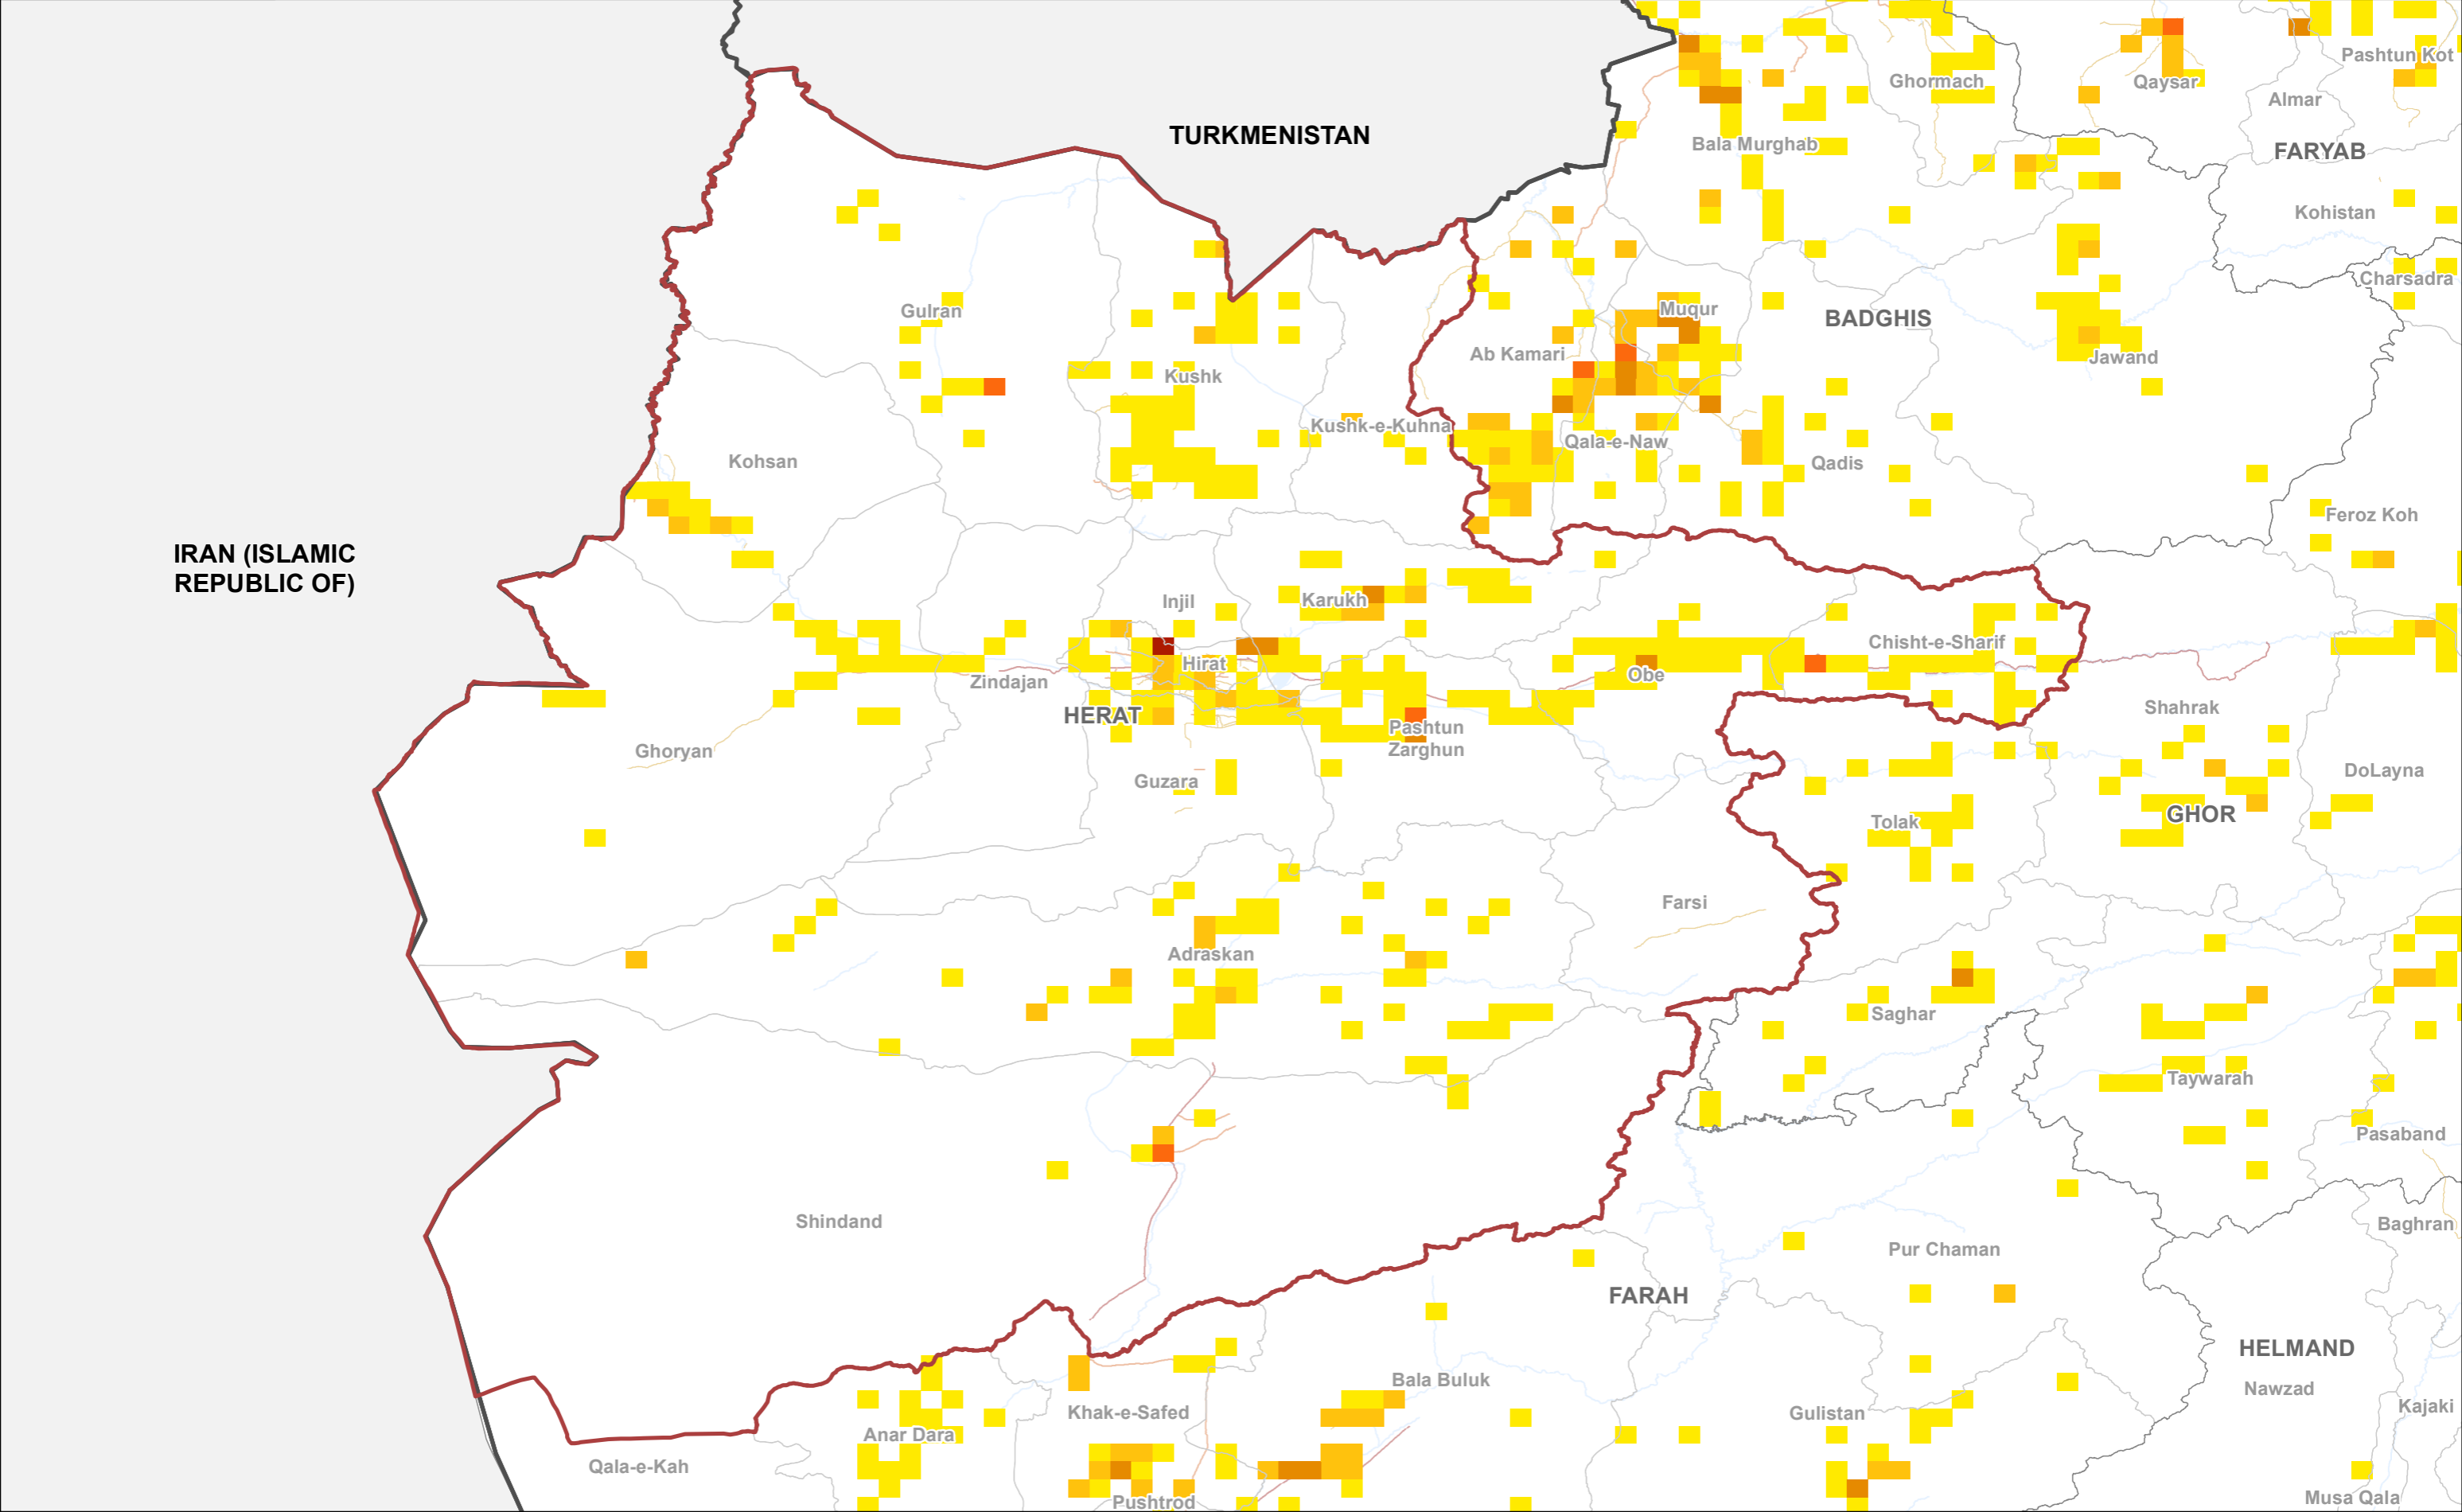 Pashtun Kot
Ghormach
Qaysar
Almar
TURKMENISTAN
Bala Murghab
FARYAB
Kohistan
Charsadra
Gulran
Muqur
BADGHIS
Ab Kamari
Jawand
Kushk
Kushk-e-Kuhna
Qala-e-Naw
Kohsan
Qadis
Feroz Koh
IRAN (ISLAMIC
REPUBLIC OF)
Injil
Karukh
Chisht-e-Sharif
Hirat
Zindajan
Obe
HERAT
Shahrak
Pashtun
Zarghun
Ghoryan
Guzara
DoLayna
GHOR
Tolak
Farsi
Adraskan
Saghar
Taywarah
Pasaband
Shindand
Baghran
Pur Chaman
FARAH
HELMAND
Bala Buluk
Nawzad
Kajaki
Khak-e-Safed
Gulistan
Anar Dara
Qala-e-Kah
Musa Qala
Pushtrod